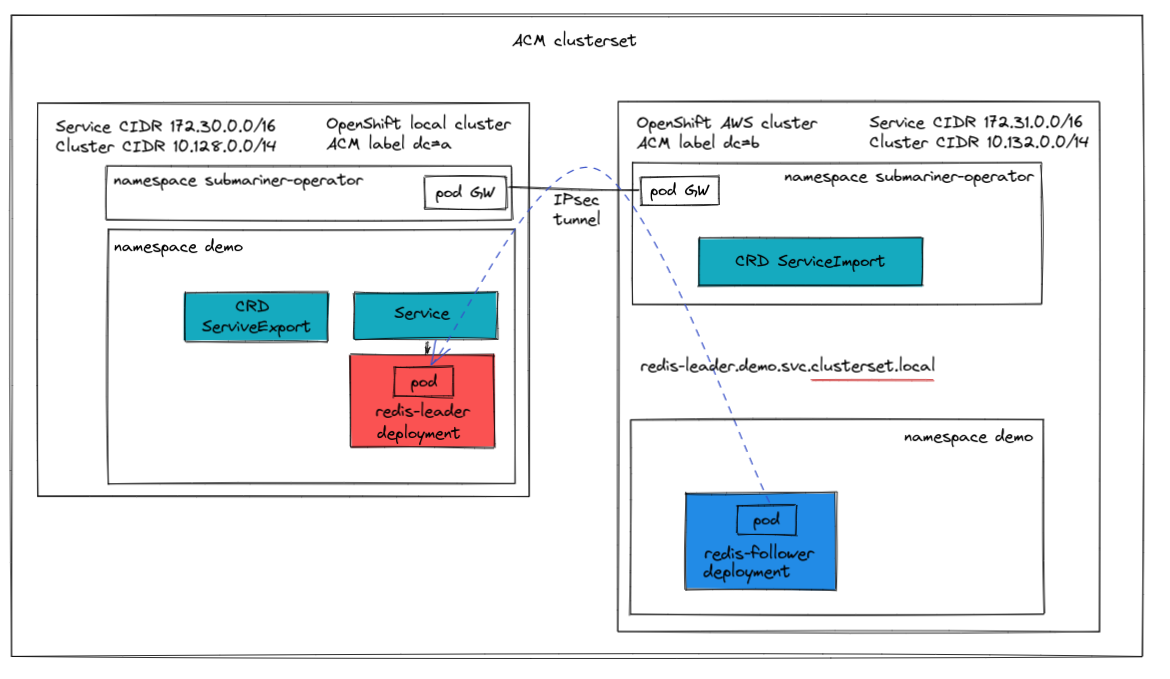 ACM clusterset
Service CIDR 172.30.0.0/16
Cluster CIDR 10.128.0.0/14
OpenShift local cluster
ACM label dc=a
namespace submariner-operator
pod GW
namespace demo
CRD
ServiveExport
Service
pod
redis-leader
deployment
IPsec
tunnel
OpenShift AWS cluster
ACM label dc=b
Service CIDR 172.31.0.0/16
Cluster CIDR 10.132.0.0/14
pod GW
namespace submariner-operator
CRD ServiceImport
redis-leader.demo.svc.clusterset.local
namespace demo
pod
redis-follower
deployment